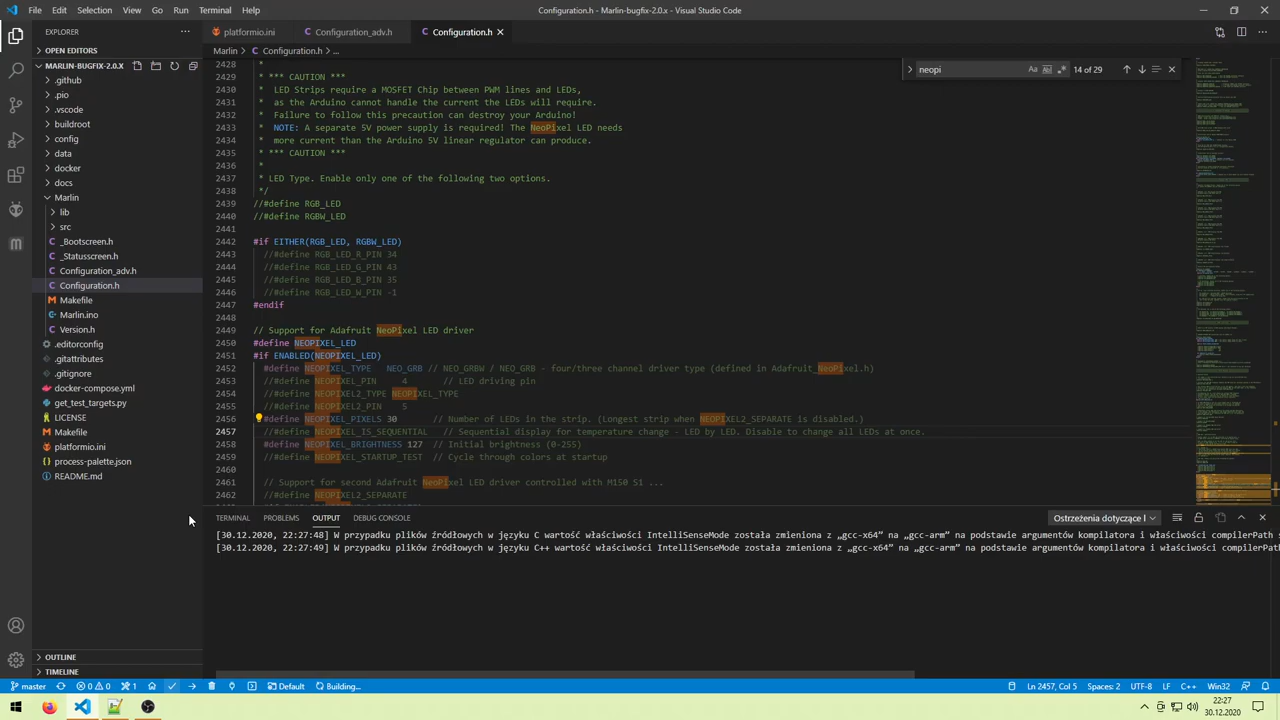 File Edit Selection View Go Run Terminal Help
Configuration.h - Marlin-bugfix-2.0.x - Visual Studio Code
EXPLORER
OPEN EDITORS
MARLIN-BUGFIX-2.0.X
.github
.pio
.vscode
buildroot
config
data
docker
docs
Marlin
lib
src
_Bootscreen.h
_Statusscreen.h
Configuration_adv.h
Configuration.h
Makefile
Marlin.ino
Version.h
.editorconfig
.gitattributes
.gitignore
docker-compose.yml
get_test_targets.py
LICENSE
Makefile
platformio.ini
process-palette.json
README.md
OUTLINE
TIMELINE
platformio.ini Configuration_adv.h Configuration.h
Marlin > Configuration.h > ...
neopi Aa Abl .* 14 of 29
2428 *
2429 * *** CAUTION ***
2430 * LED Strips require a MOSFET Chip between PWM lines and LEDs,
2431 * as the Arduino cannot handle the current the LEDs will require.
2432 * Failure to follow this precaution can destroy your Arduino!
2433 * NOTE: A separate 5V power supply is required! The NeoPixel LED needs
2434 * more current than the Arduino 5V linear regulator can produce.
2435 * *** CAUTION ***
2436 *
2437 * LED Type. Enable only one of the following two options.
2438 */
2439 //#define RGB_LED
2440 //#define RGBW_LED
2441
2442 #if EITHER(RGB_LED, RGBW_LED)
2443 //#define RGB_LED_R_PIN 34
2444 //#define RGB_LED_G_PIN 43
2445 //#define RGB_LED_B_PIN 35
2446 //#define RGB_LED_W_PIN -1
2447 #endif
2448
2449 // Support for Adafruit NeoPixel LED driver
2450 #define NEOPIXEL_LED
2451 #if ENABLED(NEOPIXEL_LED)
2452 #define NEOPIXEL_TYPE NEO_GRB // NEO_GRBW / NEO_GRB - four/three channel driver type (defined in Adafruit_NeoPixel.h)
2453 //#define NEOPIXEL_PIN 4 // LED driving pin
2454 //#define NEOPIXEL2_TYPE NEOPIXEL_TYPE
2455 //#define NEOPIXEL2_PIN 5
2456 #define NEOPIXEL_PIXELS 30 // Number of LEDs in the strip. (Longest strip when NEOPIXEL2_SEPARATE is disabled.)
2457 //#define NEOPIXEL_IS_SEQUENTIAL // Sequential display for temperature change - LED by LED. Disable to change all LEDs at once.
2458 #define NEOPIXEL_BRIGHTNESS 127 // Initial brightness (0-255)
2459 //#define NEOPIXEL_STARTUP_TEST // Cycle through colors at startup
2460
2461 // Support for second Adafruit NeoPixel LED driver controlled with M150 S1 ...
2462 //#define NEOPIXEL2_SEPARATE
TERMINAL PROBLEMS OUTPUT DEBUG CONSOLE
Ostrzeżenia dotyczące l
[30.12.2020, 22:27:48] W przypadku plików źródłowych w języku C wartość właściwości IntelliSenseMode została zmieniona z „gcc-x64” na „gcc-arm” na podstawie argumentów kompilatora i właściwości compilerPath
[30.12.2020, 22:27:49] W przypadku plików źródłowych w języku C++ wartość właściwości IntelliSenseMode została zmieniona z „gcc-x64” na „gcc-arm” na podstawie argumentów kompilatora i właściwości compilerPath
master 0 0 1 Default Building... Ln 2457, Col 5 Spaces: 2 UTF-8 LF C++ Win32
22:27
30.12.2020